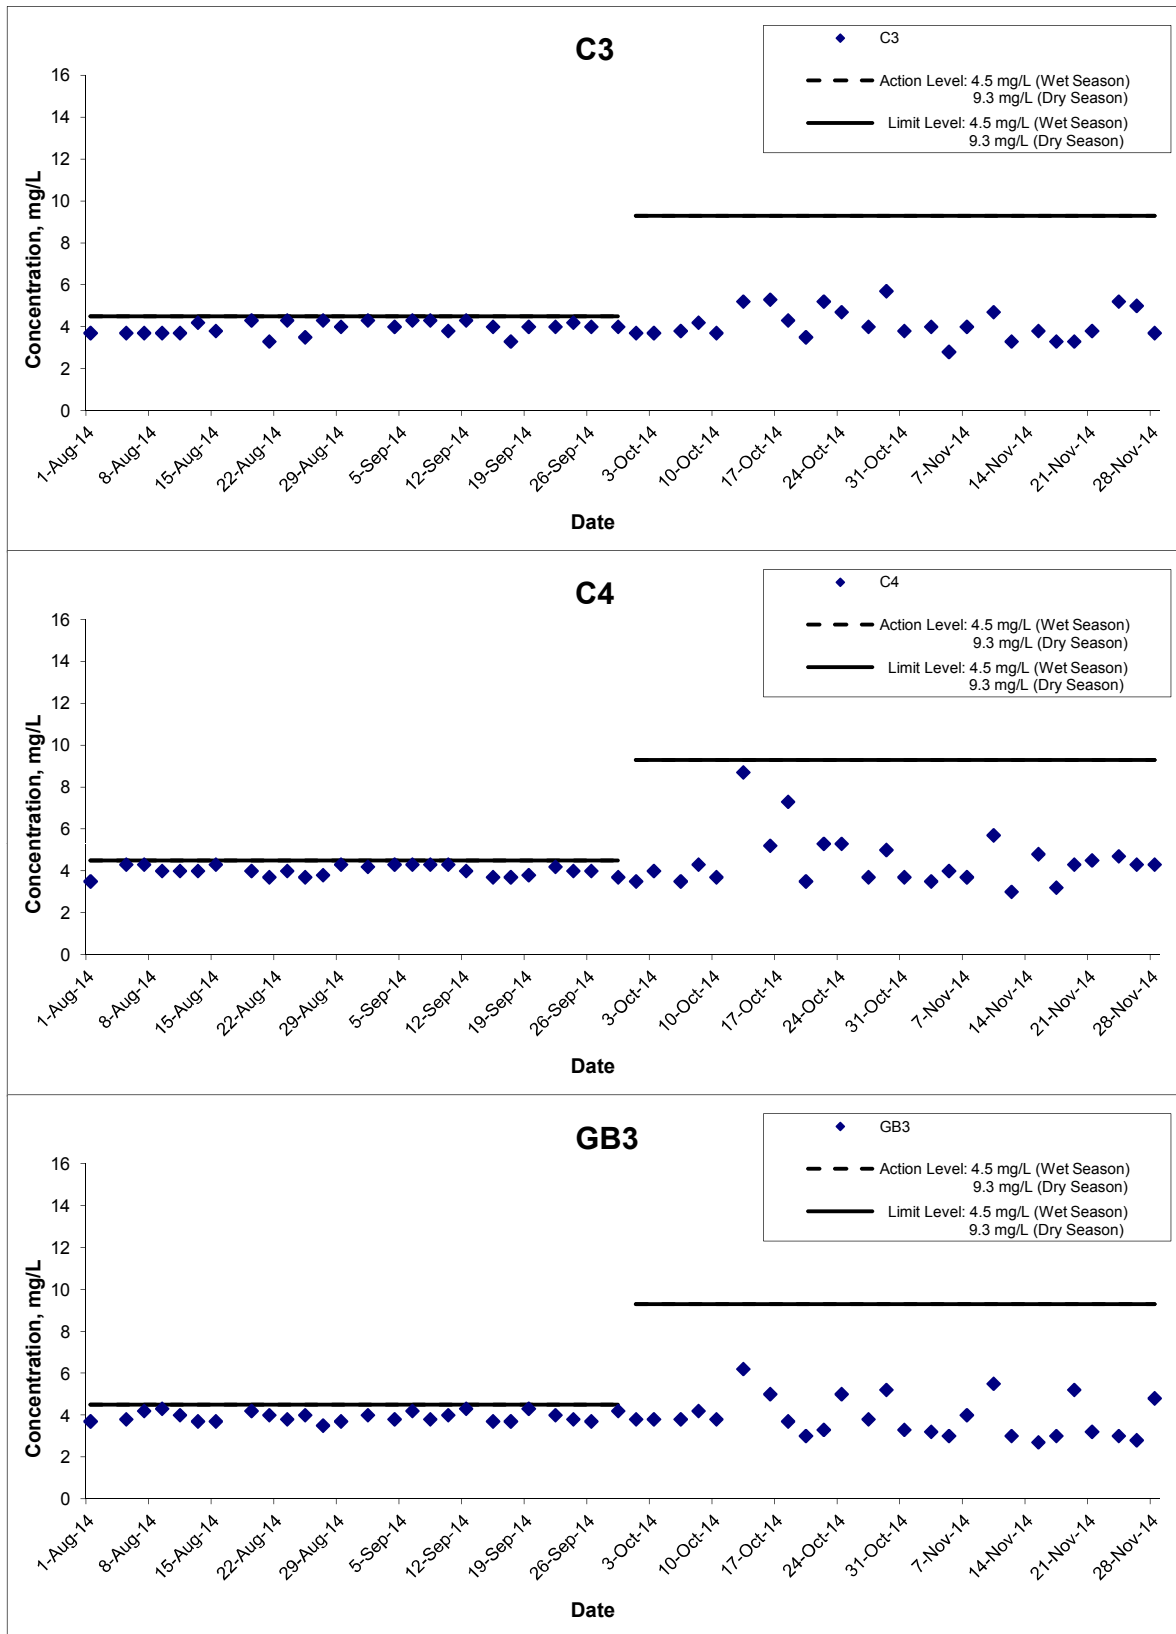 C3
C3
Action Level: 4.5 mg/L (Wet Season)
9.3 mg/L (Dry Season)
Limit Level: 4.5 mg/L (Wet Season)
9.3 mg/L (Dry Season)
Concentration, mg/L
16
14
12
10
8
6
4
2
0
1-Aug-14
8-Aug-14
15-Aug-14
22-Aug-14
29-Aug-14
5-Sep-14
12-Sep-14
19-Sep-14
26-Sep-14
3-Oct-14
10-Oct-14
17-Oct-14
24-Oct-14
31-Oct-14
7-Nov-14
14-Nov-14
21-Nov-14
28-Nov-14
Date
C4
C4
Action Level: 4.5 mg/L (Wet Season)
9.3 mg/L (Dry Season)
Limit Level: 4.5 mg/L (Wet Season)
9.3 mg/L (Dry Season)
Concentration, mg/L
16
14
12
10
8
6
4
2
0
1-Aug-14
8-Aug-14
15-Aug-14
22-Aug-14
29-Aug-14
5-Sep-14
12-Sep-14
19-Sep-14
26-Sep-14
3-Oct-14
10-Oct-14
17-Oct-14
24-Oct-14
31-Oct-14
7-Nov-14
14-Nov-14
21-Nov-14
28-Nov-14
Date
GB3
GB3
Action Level: 4.5 mg/L (Wet Season)
9.3 mg/L (Dry Season)
Limit Level: 4.5 mg/L (Wet Season)
9.3 mg/L (Dry Season)
Concentration, mg/L
16
14
12
10
8
6
4
2
0
1-Aug-14
8-Aug-14
15-Aug-14
22-Aug-14
29-Aug-14
5-Sep-14
12-Sep-14
19-Sep-14
26-Sep-14
3-Oct-14
10-Oct-14
17-Oct-14
24-Oct-14
31-Oct-14
7-Nov-14
14-Nov-14
21-Nov-14
28-Nov-14
Date